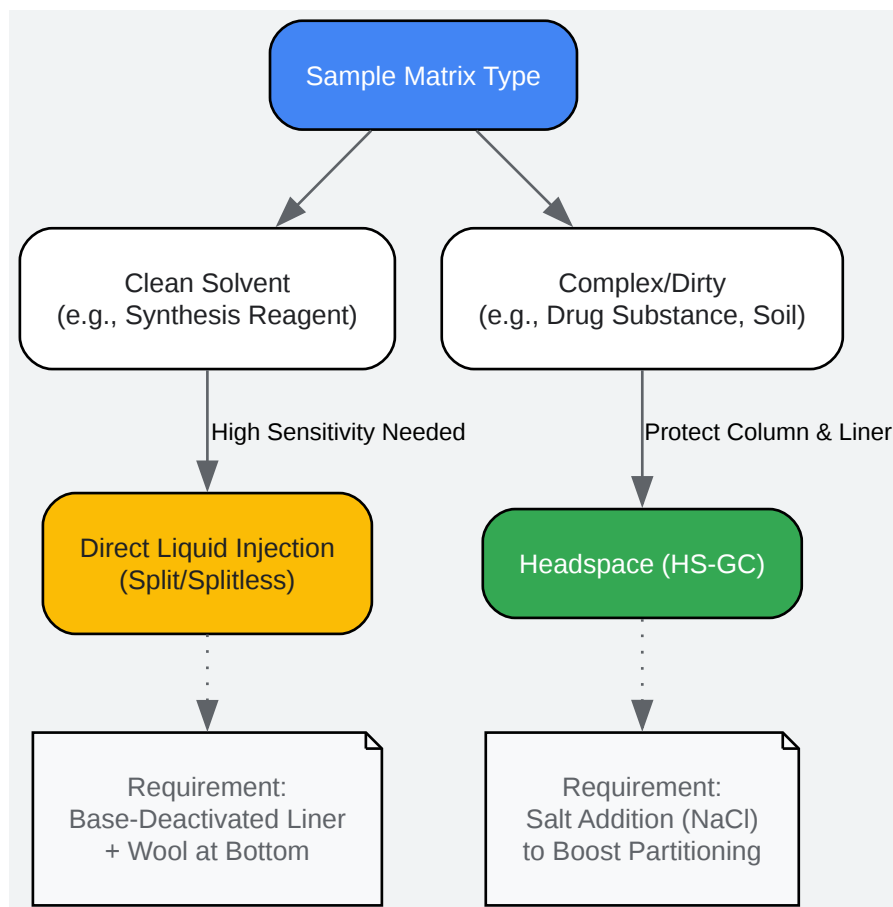 Sample Matrix Type
Clean Solvent
(e.g., Synthesis Reagent)
Complex/Dirty
(e.g., Drug Substance, Soil)
High Sensitivity Needed
Protect Column & Liner
Direct Liquid Injection
(Split/Splitless)
Headspace (HS-GC)
Requirement:
Base-Deactivated Liner
+ Wool at Bottom
Requirement:
Salt Addition (NaCl)
to Boost Partitioning